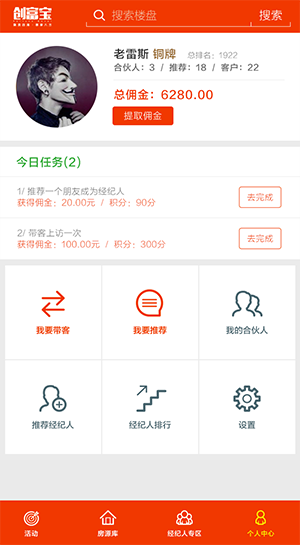 创富宝
搜索楼盘
搜索
老雷斯 铜牌 总排名：1922
合伙人：3 / 推荐：18 / 客户：22
总佣金：6280.00
提取佣金
今日任务(2)
1/ 推荐一个朋友成为经纪人
获得佣金：20.00元 / 积分：90分
去完成
2/ 带客上访一次
获得佣金：100.00元 / 积分：300分
去完成
我要带客
我要推荐
我的合伙人
推荐经纪人
经纪人排行
设置
活动
房源库
经纪人专区
个人中心